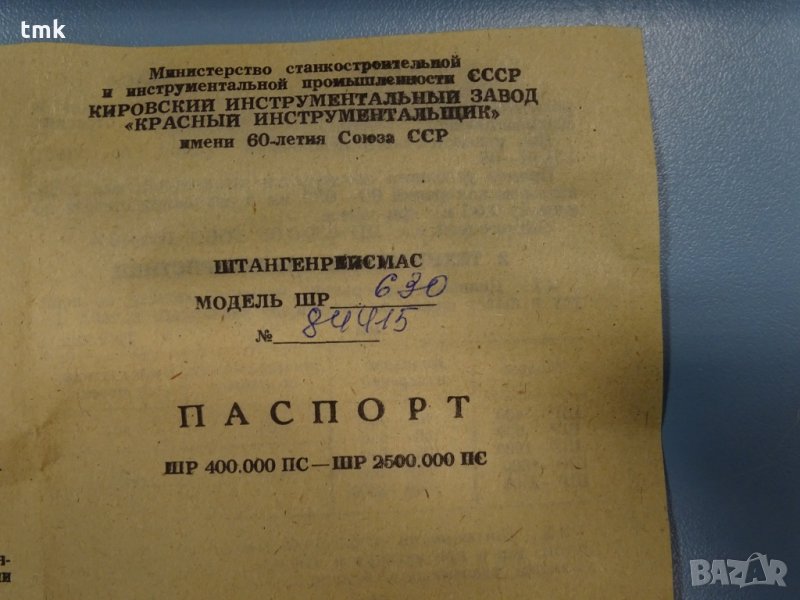 tmk
Министерство станкостроительной
и инструментальной промышленности СССР
КИРОВСКИЙ ИНСТРУМЕНТАЛЬНЫЙ ЗАВОД
«КРАСНЫЙ ИНСТРУМЕНТАЛЬЩИК»
имени 60-летия Союза ССР
ШТАНГЕНРЕЙСМАС
МОДЕЛЬ ШР 630
№ 84415
ПАСПОРТ
ШР 400.000 ПС—ШР 2500.000 ПС
BAZAR